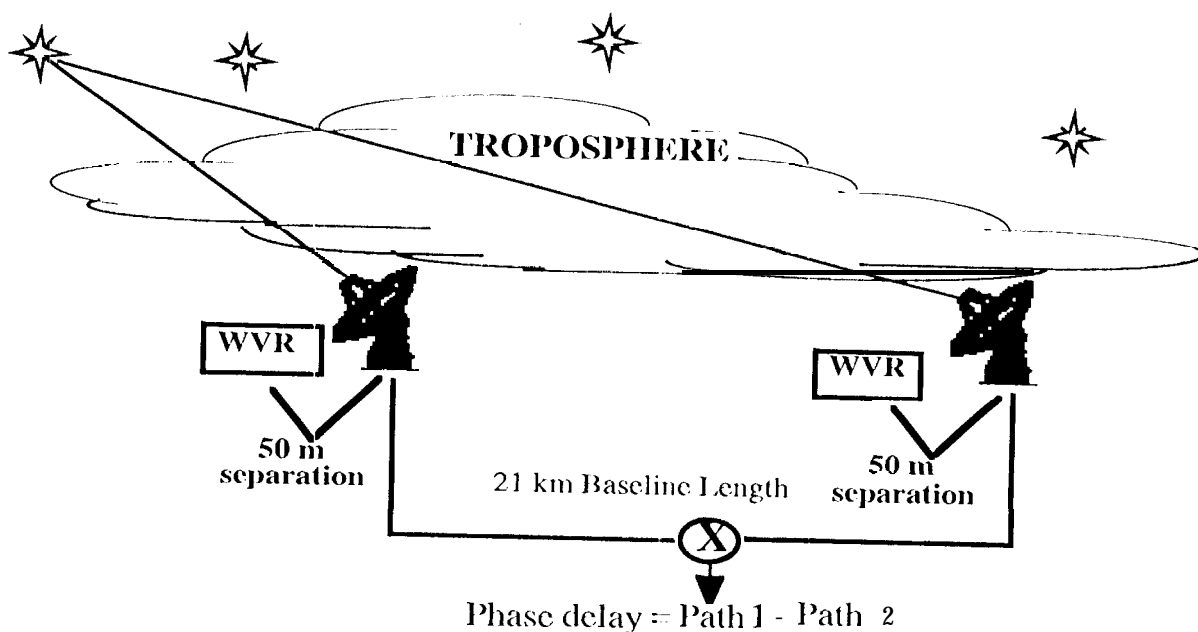 TROPOSPHERE
WVR
WVR
50 m
separation
50 m
separation
21 km Baseline Length
X
Phase delay = Path 1 - Path 2